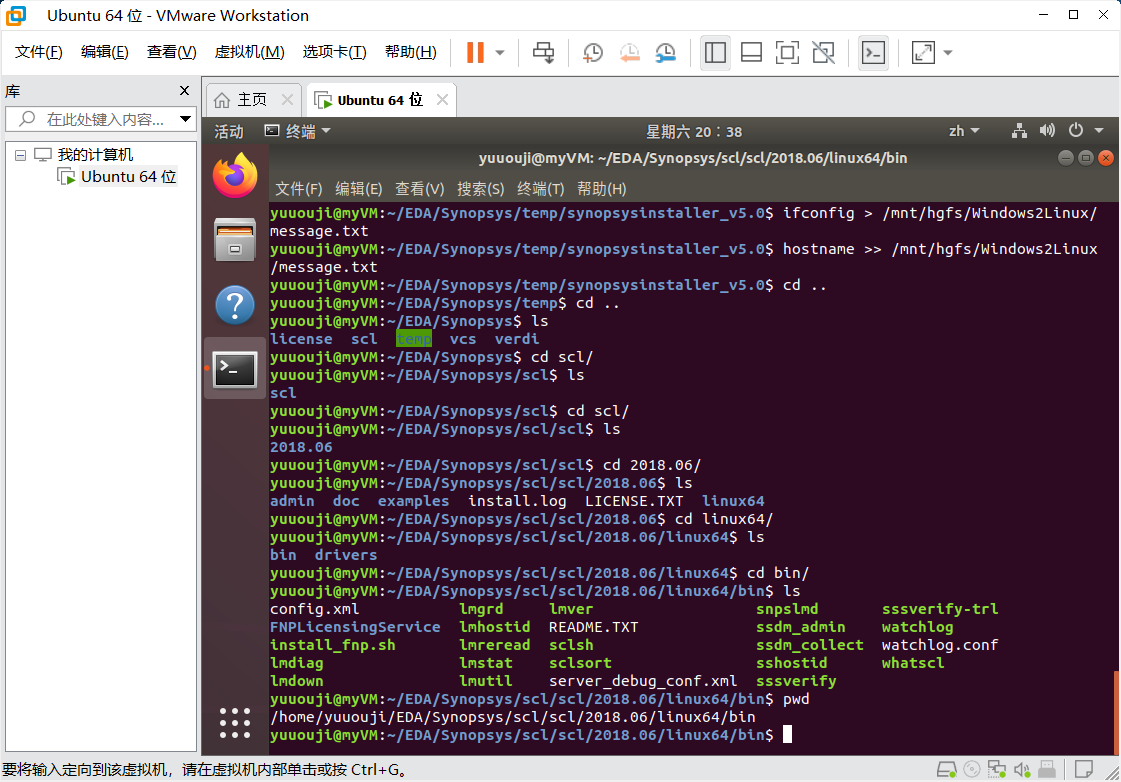 Ubuntu 64 位 - VMware Workstation
文件(F) 编辑(E) 查看(V) 虚拟机(M) 选项卡(T) 帮助(H)
库
在此处键入内容...
我的计算机
Ubuntu 64 位
主页 Ubuntu 64 位
活动 终端 星期六 20：38 zh
yuuouji@myVM: ~/EDA/Synopsys/scl/scl/2018.06/linux64/bin
文件(F) 编辑(E) 查看(V) 搜索(S) 终端(T) 帮助(H)
yuuouji@myVM:~/EDA/Synopsys/temp/synopsysinstaller_v5.0$ ifconfig > /mnt/hgfs/Windows2Linux/
message.txt
yuuouji@myVM:~/EDA/Synopsys/temp/synopsysinstaller_v5.0$ hostname >> /mnt/hgfs/Windows2Linux
/message.txt
yuuouji@myVM:~/EDA/Synopsys/temp/synopsysinstaller_v5.0$ cd ..
yuuouji@myVM:~/EDA/Synopsys/temp$ cd ..
yuuouji@myVM:~/EDA/Synopsys$ ls
license scl temp vcs verdi
yuuouji@myVM:~/EDA/Synopsys$ cd scl/
yuuouji@myVM:~/EDA/Synopsys/scl$ ls
scl
yuuouji@myVM:~/EDA/Synopsys/scl$ cd scl/
yuuouji@myVM:~/EDA/Synopsys/scl/scl$ ls
2018.06
yuuouji@myVM:~/EDA/Synopsys/scl/scl$ cd 2018.06/
yuuouji@myVM:~/EDA/Synopsys/scl/scl/2018.06$ ls
admin doc examples install.log LICENSE.TXT linux64
yuuouji@myVM:~/EDA/Synopsys/scl/scl/2018.06$ cd linux64/
yuuouji@myVM:~/EDA/Synopsys/scl/scl/2018.06/linux64$ ls
bin drivers
yuuouji@myVM:~/EDA/Synopsys/scl/scl/2018.06/linux64$ cd bin/
yuuouji@myVM:~/EDA/Synopsys/scl/scl/2018.06/linux64/bin$ ls
config.xml lmgrd lmver snpslmd sssverify-trl
FNPLicensingService lmhostid README.TXT ssdm_admin watchlog
install_fnp.sh lmreread sclsh ssdm_collect watchlog.conf
lmdiag lmstat sclsort sshostid whatscl
lmdown lmutil server_debug_conf.xml sssverify
yuuouji@myVM:~/EDA/Synopsys/scl/scl/2018.06/linux64/bin$ pwd
/home/yuuouji/EDA/Synopsys/scl/scl/2018.06/linux64/bin
yuuouji@myVM:~/EDA/Synopsys/scl/scl/2018.06/linux64/bin$
要将输入定向到该虚拟机，请在虚拟机内部单击或按 Ctrl+G。